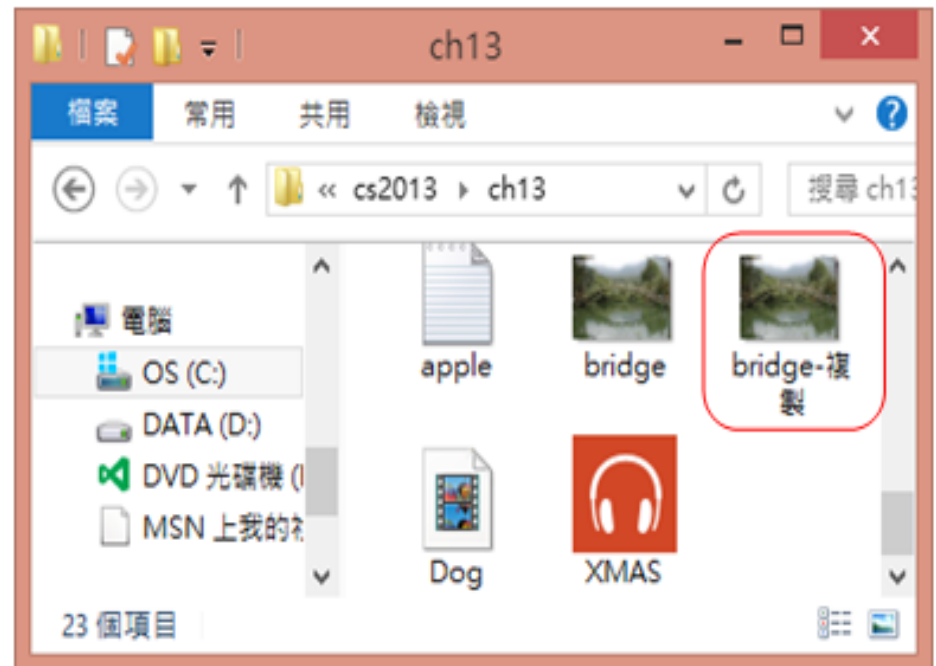 ch13
檔案 常用 共用 檢視
« cs2013 ch13 搜尋 ch13
電腦
OS (C:)
DATA (D:)
DVD 光碟機 (
MSN 上我的
apple bridge bridge-複
製
Dog XMAS
23 個項目